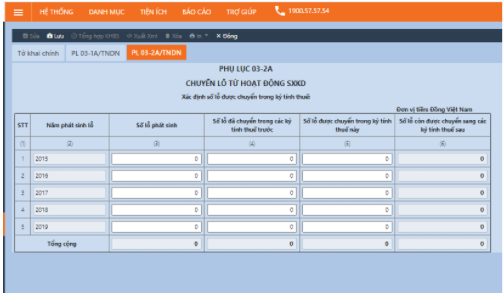 HỆ THỐNG DANH MỤC TIỆN ÍCH BÁO CÁO TRỢ GIÚP 1900.57.57.54
Sửa Lưu Tổng hợp KHBS Xuất Xml Xóa In Đóng
Tờ khai chính PL 03-1A/TNDN PL 03-2A/TNDN
PHỤ LỤC 03-2A
CHUYỂN LỖ TỪ HOẠT ĐỘNG SXKD
Xác định số lỗ được chuyển trong kỳ tính thuế:
Đơn vị tiền: Đồng Việt Nam
STT Năm phát sinh lỗ Số lỗ phát sinh Số lỗ đã chuyển trong các kỳ tính thuế trước Số lỗ được chuyển trong kỳ tính thuế này Số lỗ còn được chuyển sang các kỳ tính thuế sau
(1) (2) (3) (4) (5) (6)
1 2015 0 0 0 0
2 2016 0 0 0 0
3 2017 0 0 0 0
4 2018 0 0 0 0
5 2019 0 0 0 0
Tổng cộng 0 0 0 0